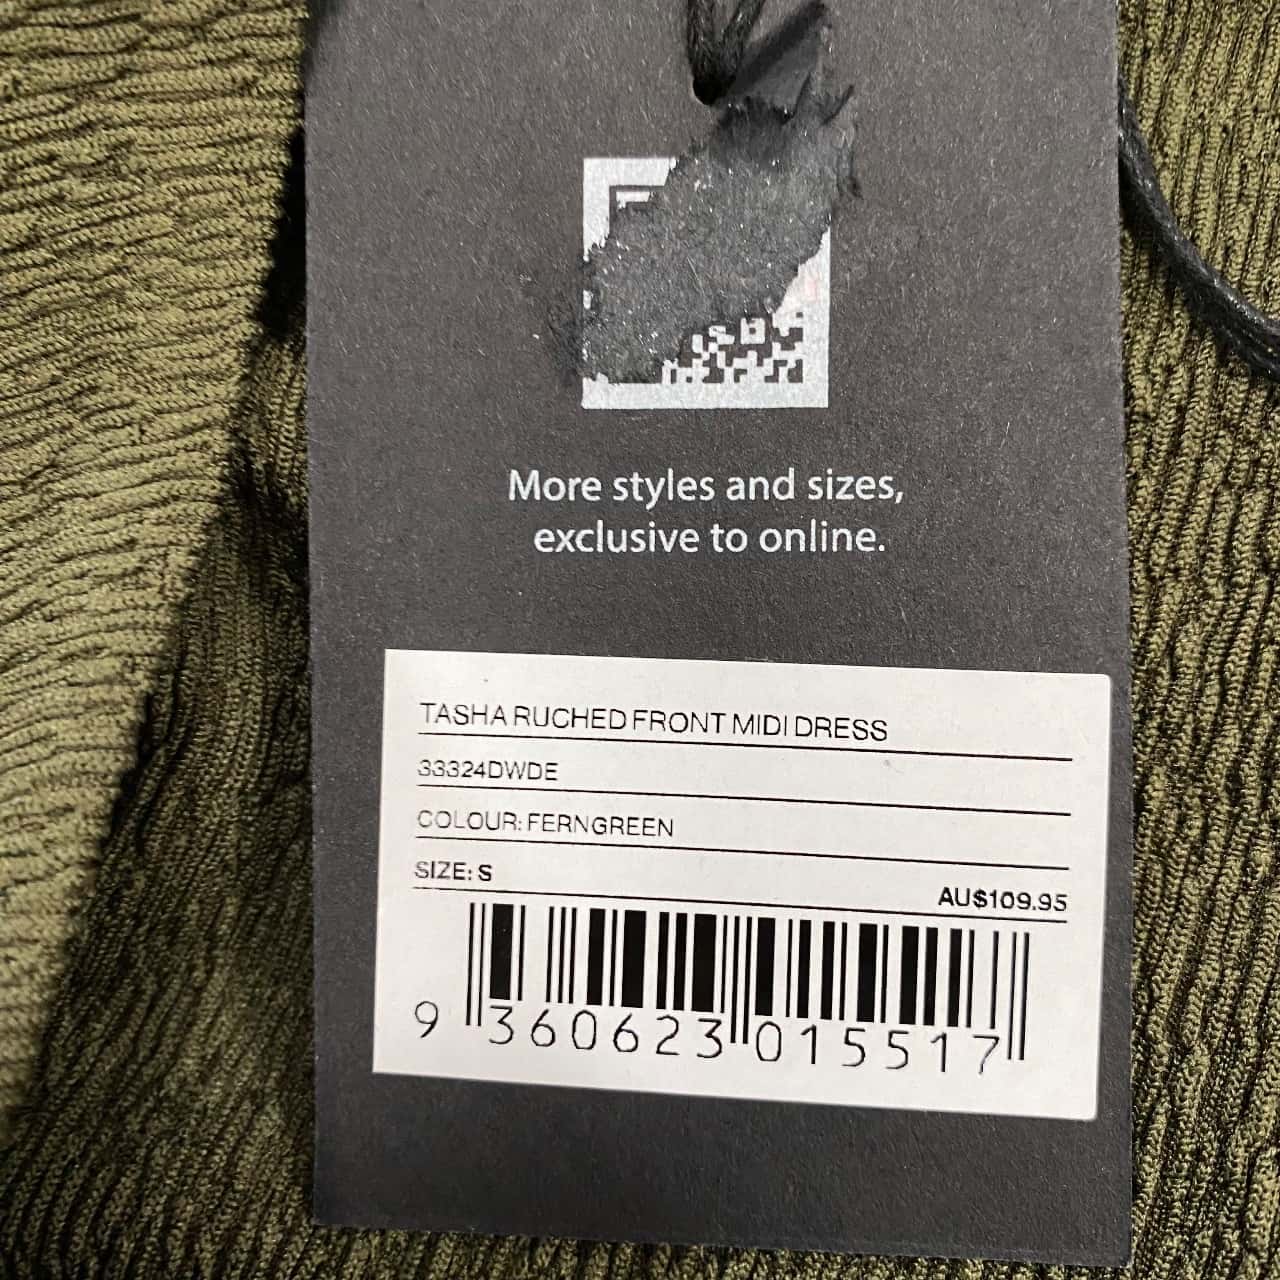 More styles and sizes,
exclusive to online.
TASHA RUCHED FRONT MIDI DRESS
33324DWDE
COLOUR: FERNGREEN
SIZE: S
AU$109.95
9 360623 015517